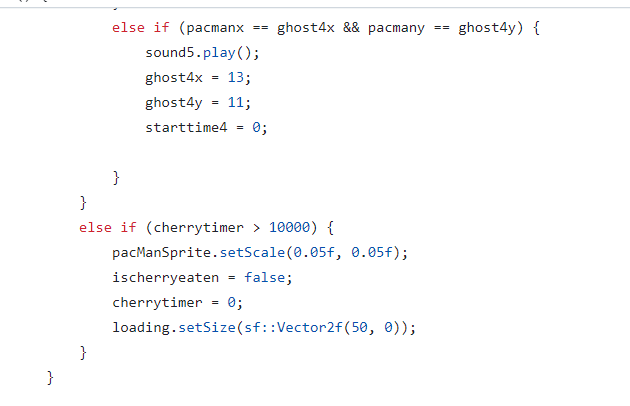 else if (pacmanx == ghost4x && pacmany == ghost4y) {
sound5.play();
ghost4x = 13;
ghost4y = 11;
starttime4 = 0;
}
}
else if (cherrytimer > 10000) {
pacManSprite.setScale(0.05f, 0.05f);
ischerryeaten = false;
cherrytimer = 0;
loading.setSize(sf::Vector2f(50, 0));
}
}